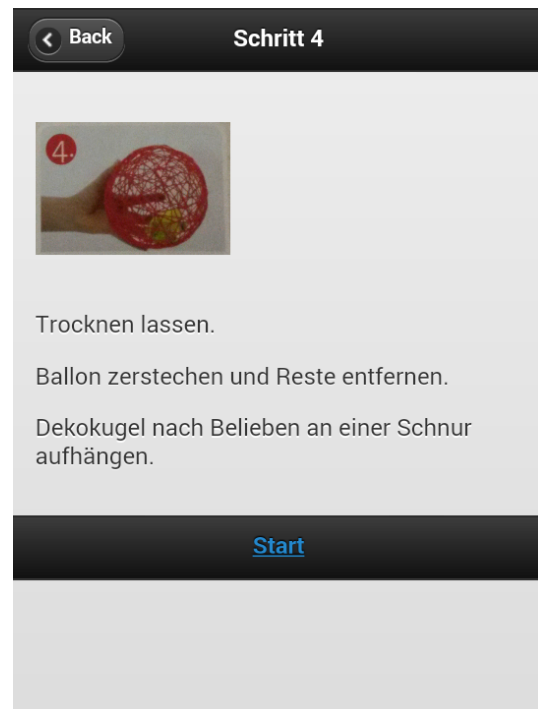 Back
Schritt 4
4.
Trocknen lassen.
Ballon zerstechen und Reste entfernen.
Dekokugel nach Belieben an einer Schnur
aufhängen.
Start